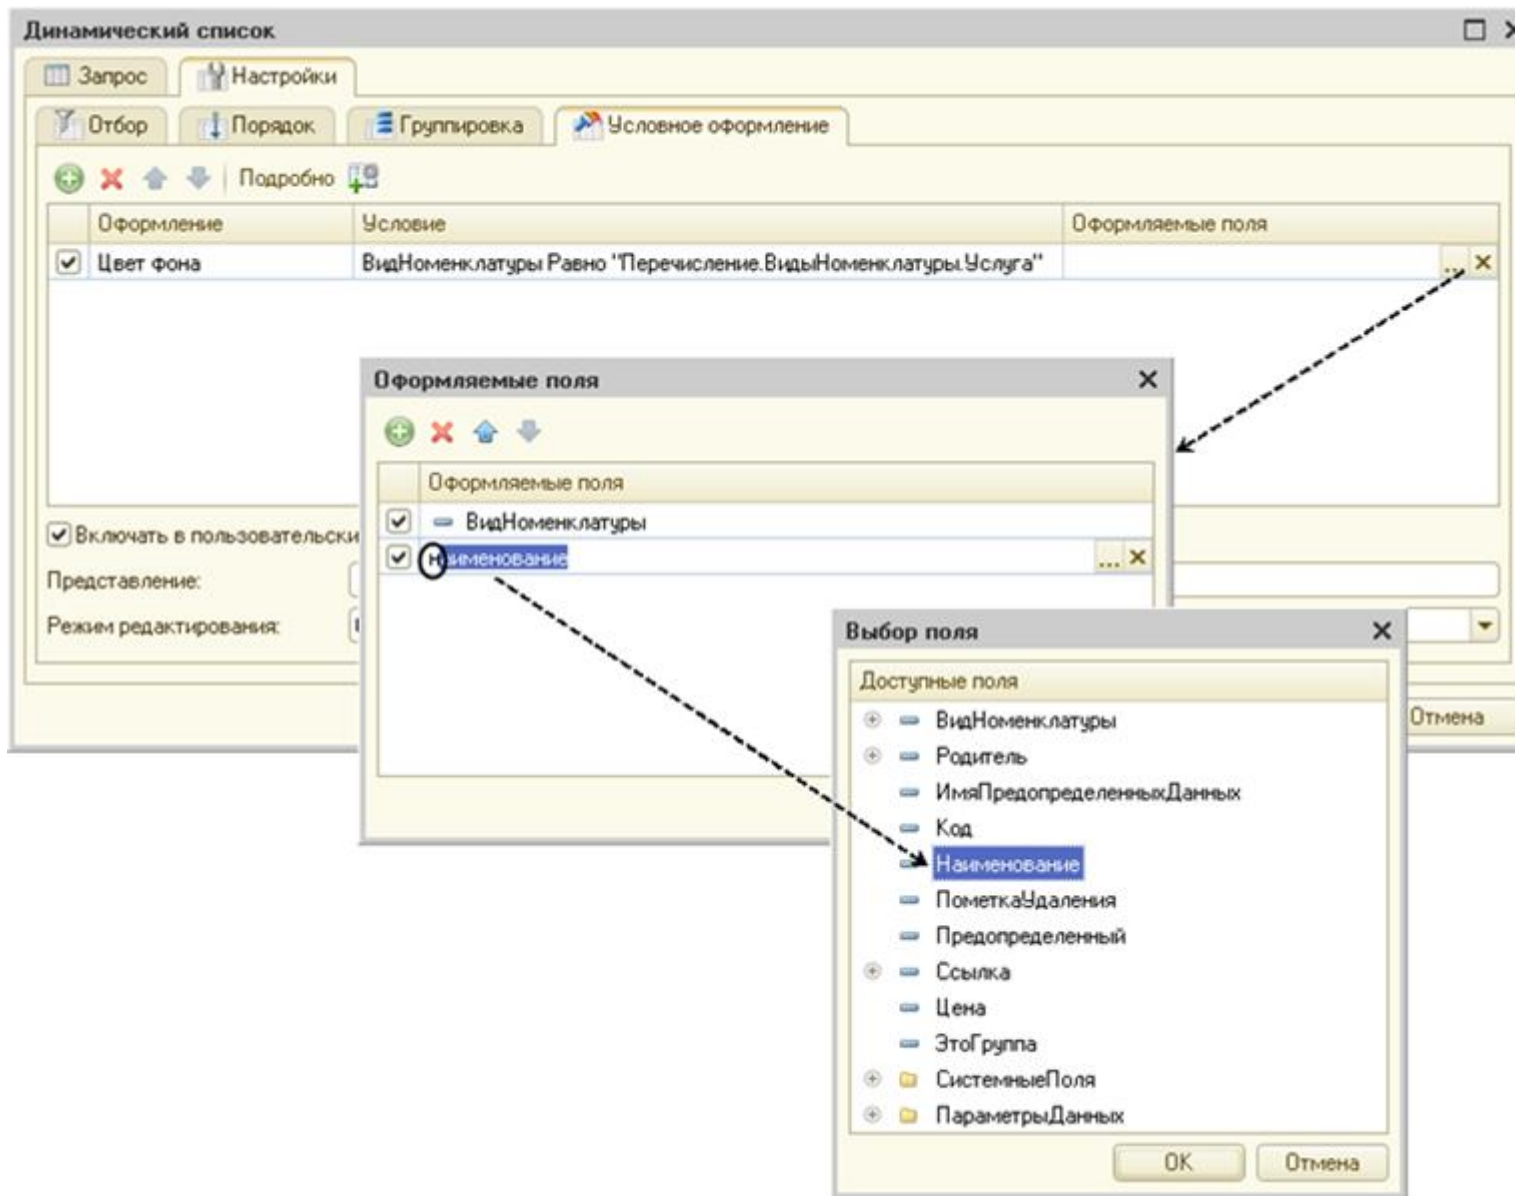 Динамический список
Запрос Настройки
Отбор Порядок Группировка Условное оформление
Подробно
Оформление Условие Оформляемые поля
Цвет фона ВидНоменклатуры Равно "Перечисление.ВидыНоменклатуры.Услуга" ...
Оформляемые поля
Оформляемые поля
ВидНоменклатуры
наименование ...
Включать в пользовательски
Представление:
Режим редактирования:
Выбор поля
Доступные поля
ВидНоменклатуры
Родитель
ИмяПредопределенныхДанных
Код
Наименование
ПометкаУдаления
Предопределенный
Ссылка
Цена
ЭтоГруппа
СистемныеПоля
ПараметрыДанных
OK Отмена
Отмена